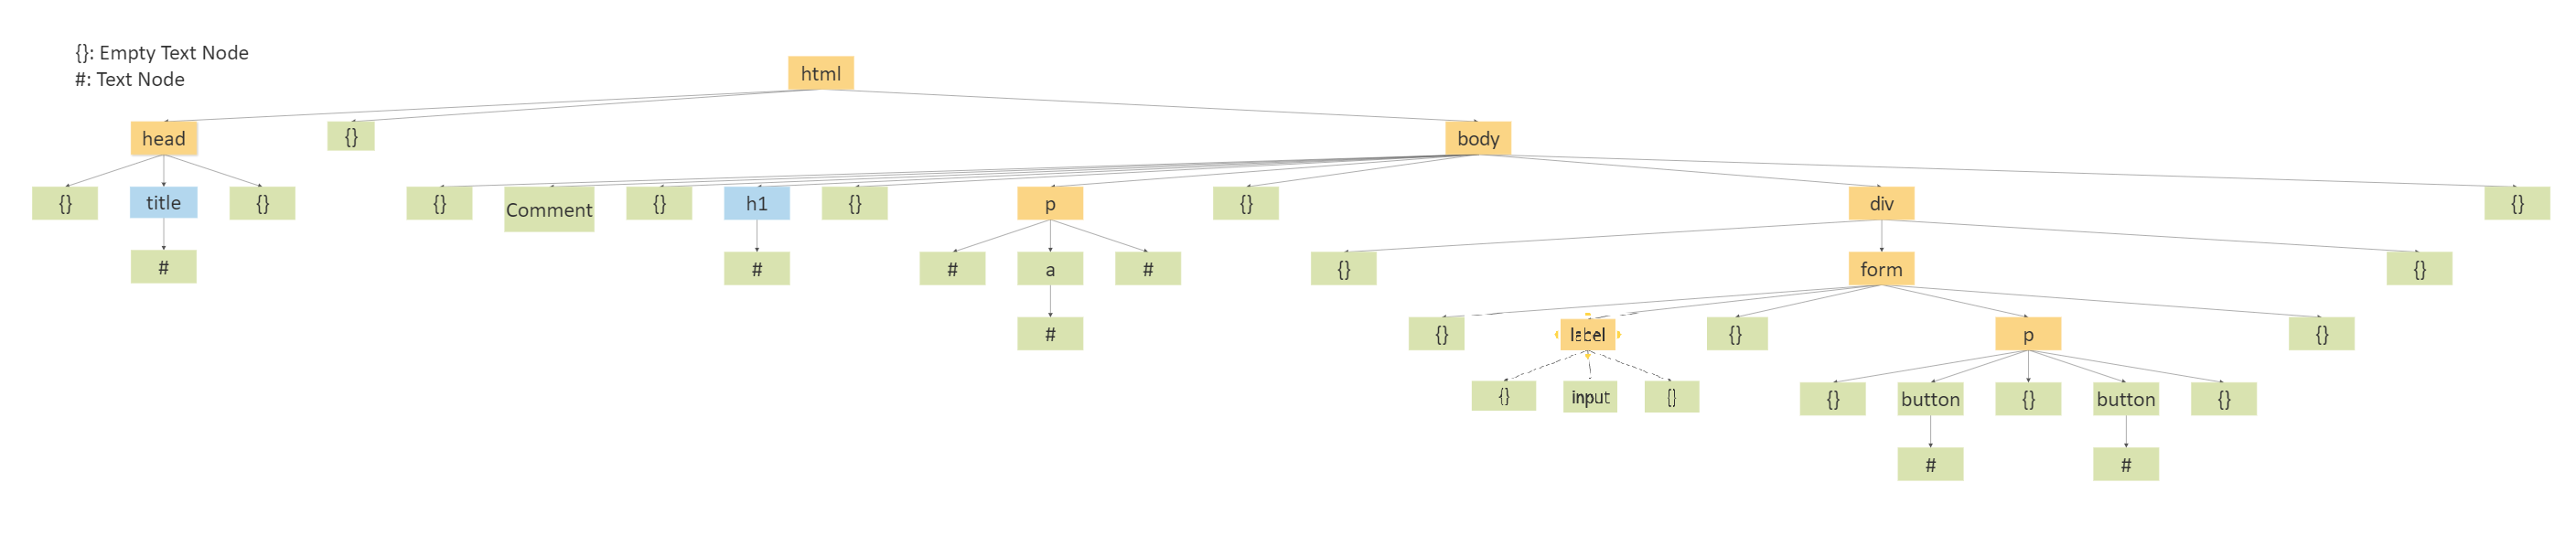 {}: Empty Text Node
#: Text Node
html
head
{}
body
{}
title
{}
{}
Comment
{}
h1
{}
p
{}
div
{}
#
#
#
a
#
{}
form
{}
#
{}
label
{}
p
{}
{}
input
[]
{}
button
{}
button
{}
#
#